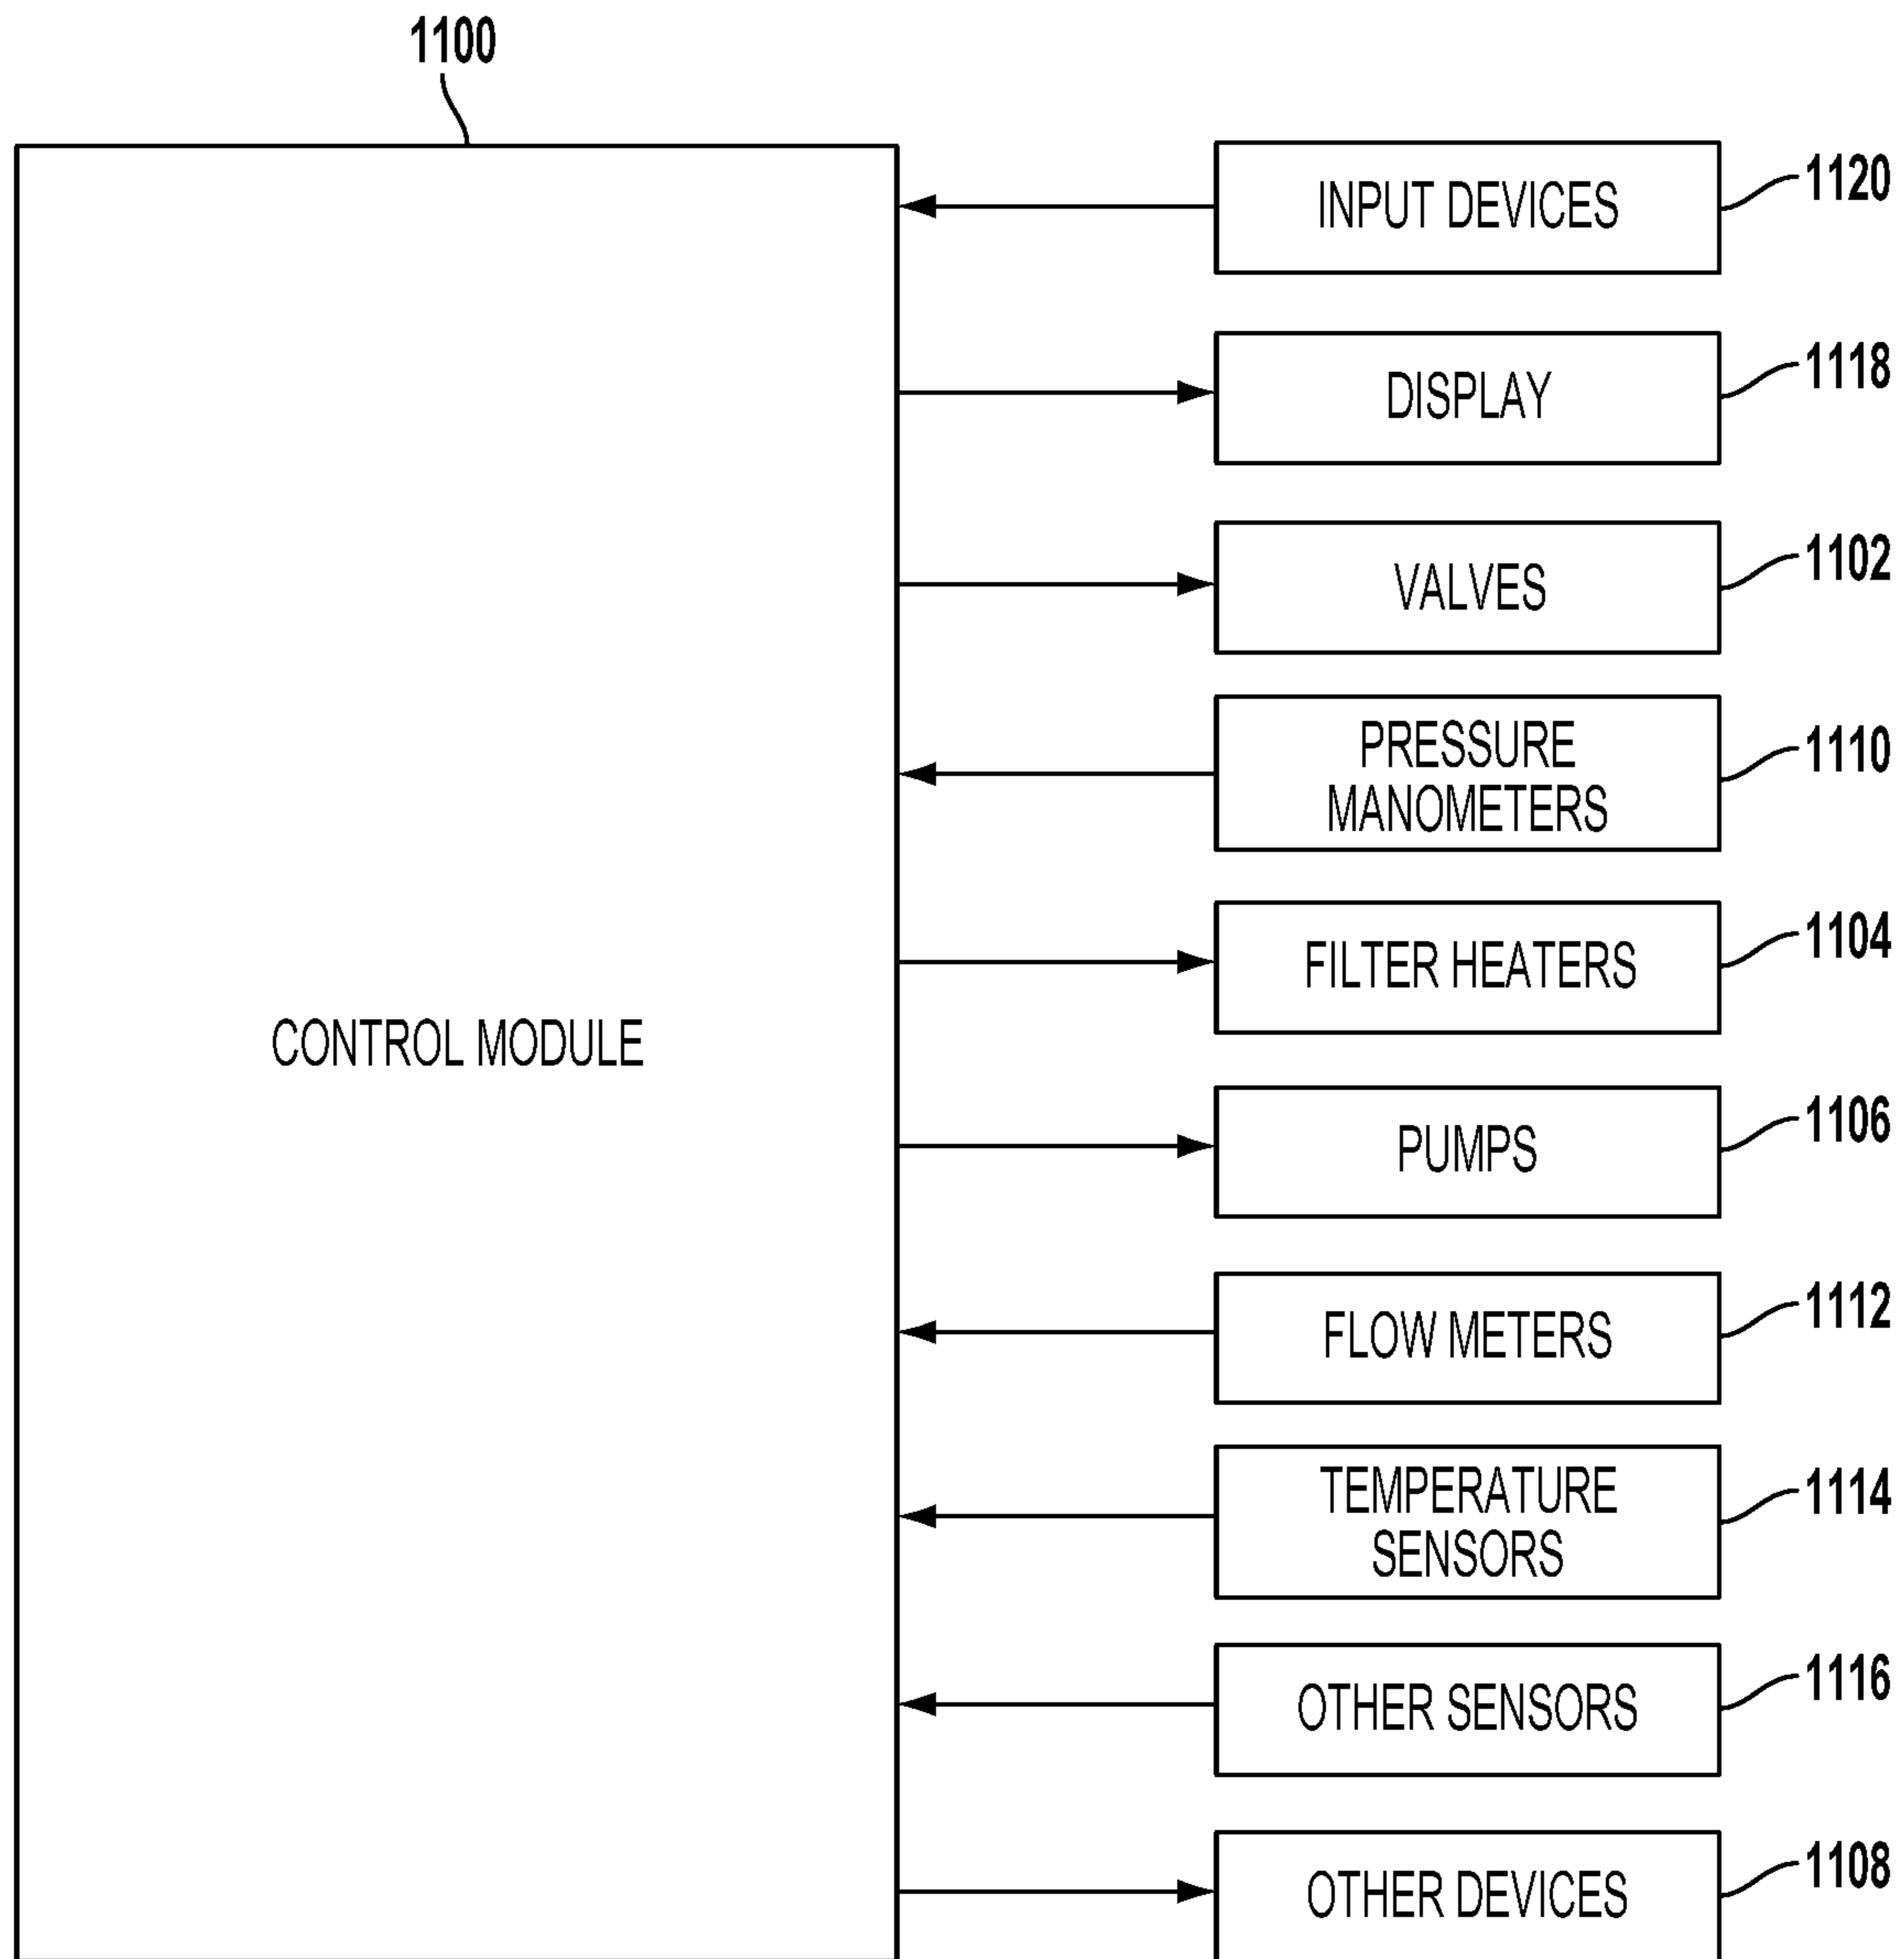 1100
INPUT DEVICES
1120
DISPLAY
1118
VALVES
1102
PRESSURE
MANOMETERS
1110
FILTER HEATERS
1104
CONTROL MODULE
PUMPS
1106
FLOW METERS
1112
TEMPERATURE
SENSORS
1114
OTHER SENSORS
1116
OTHER DEVICES
1108